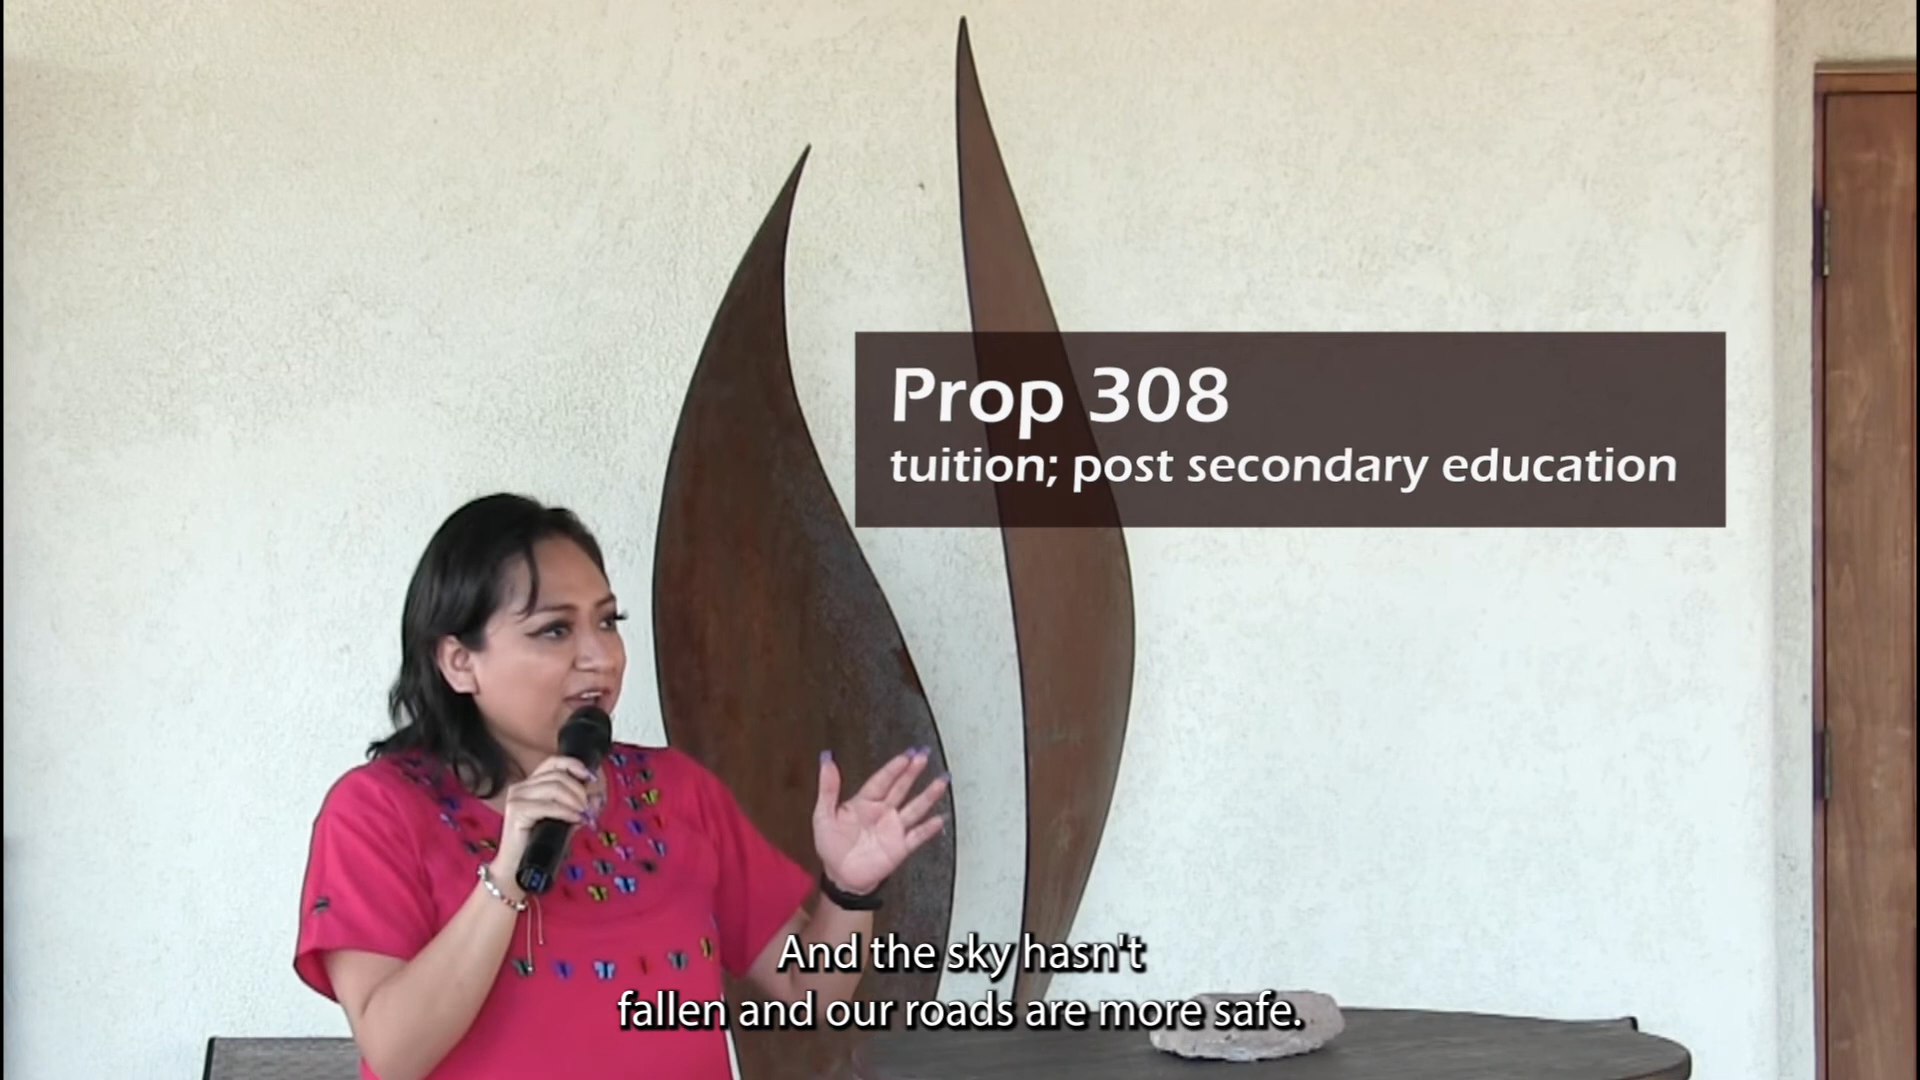 Prop 308
tuition; post secondary education
And the sky hasn't
fallen and our roads are more safe.